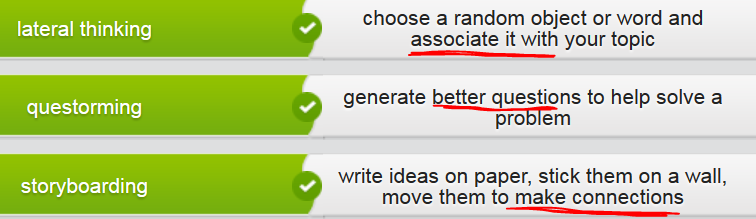 lateral thinking
choose a random object or word and
associate it with your topic
questorming
generate better questions to help solve a
problem
storyboarding
write ideas on paper, stick them on a wall,
move them to make connections